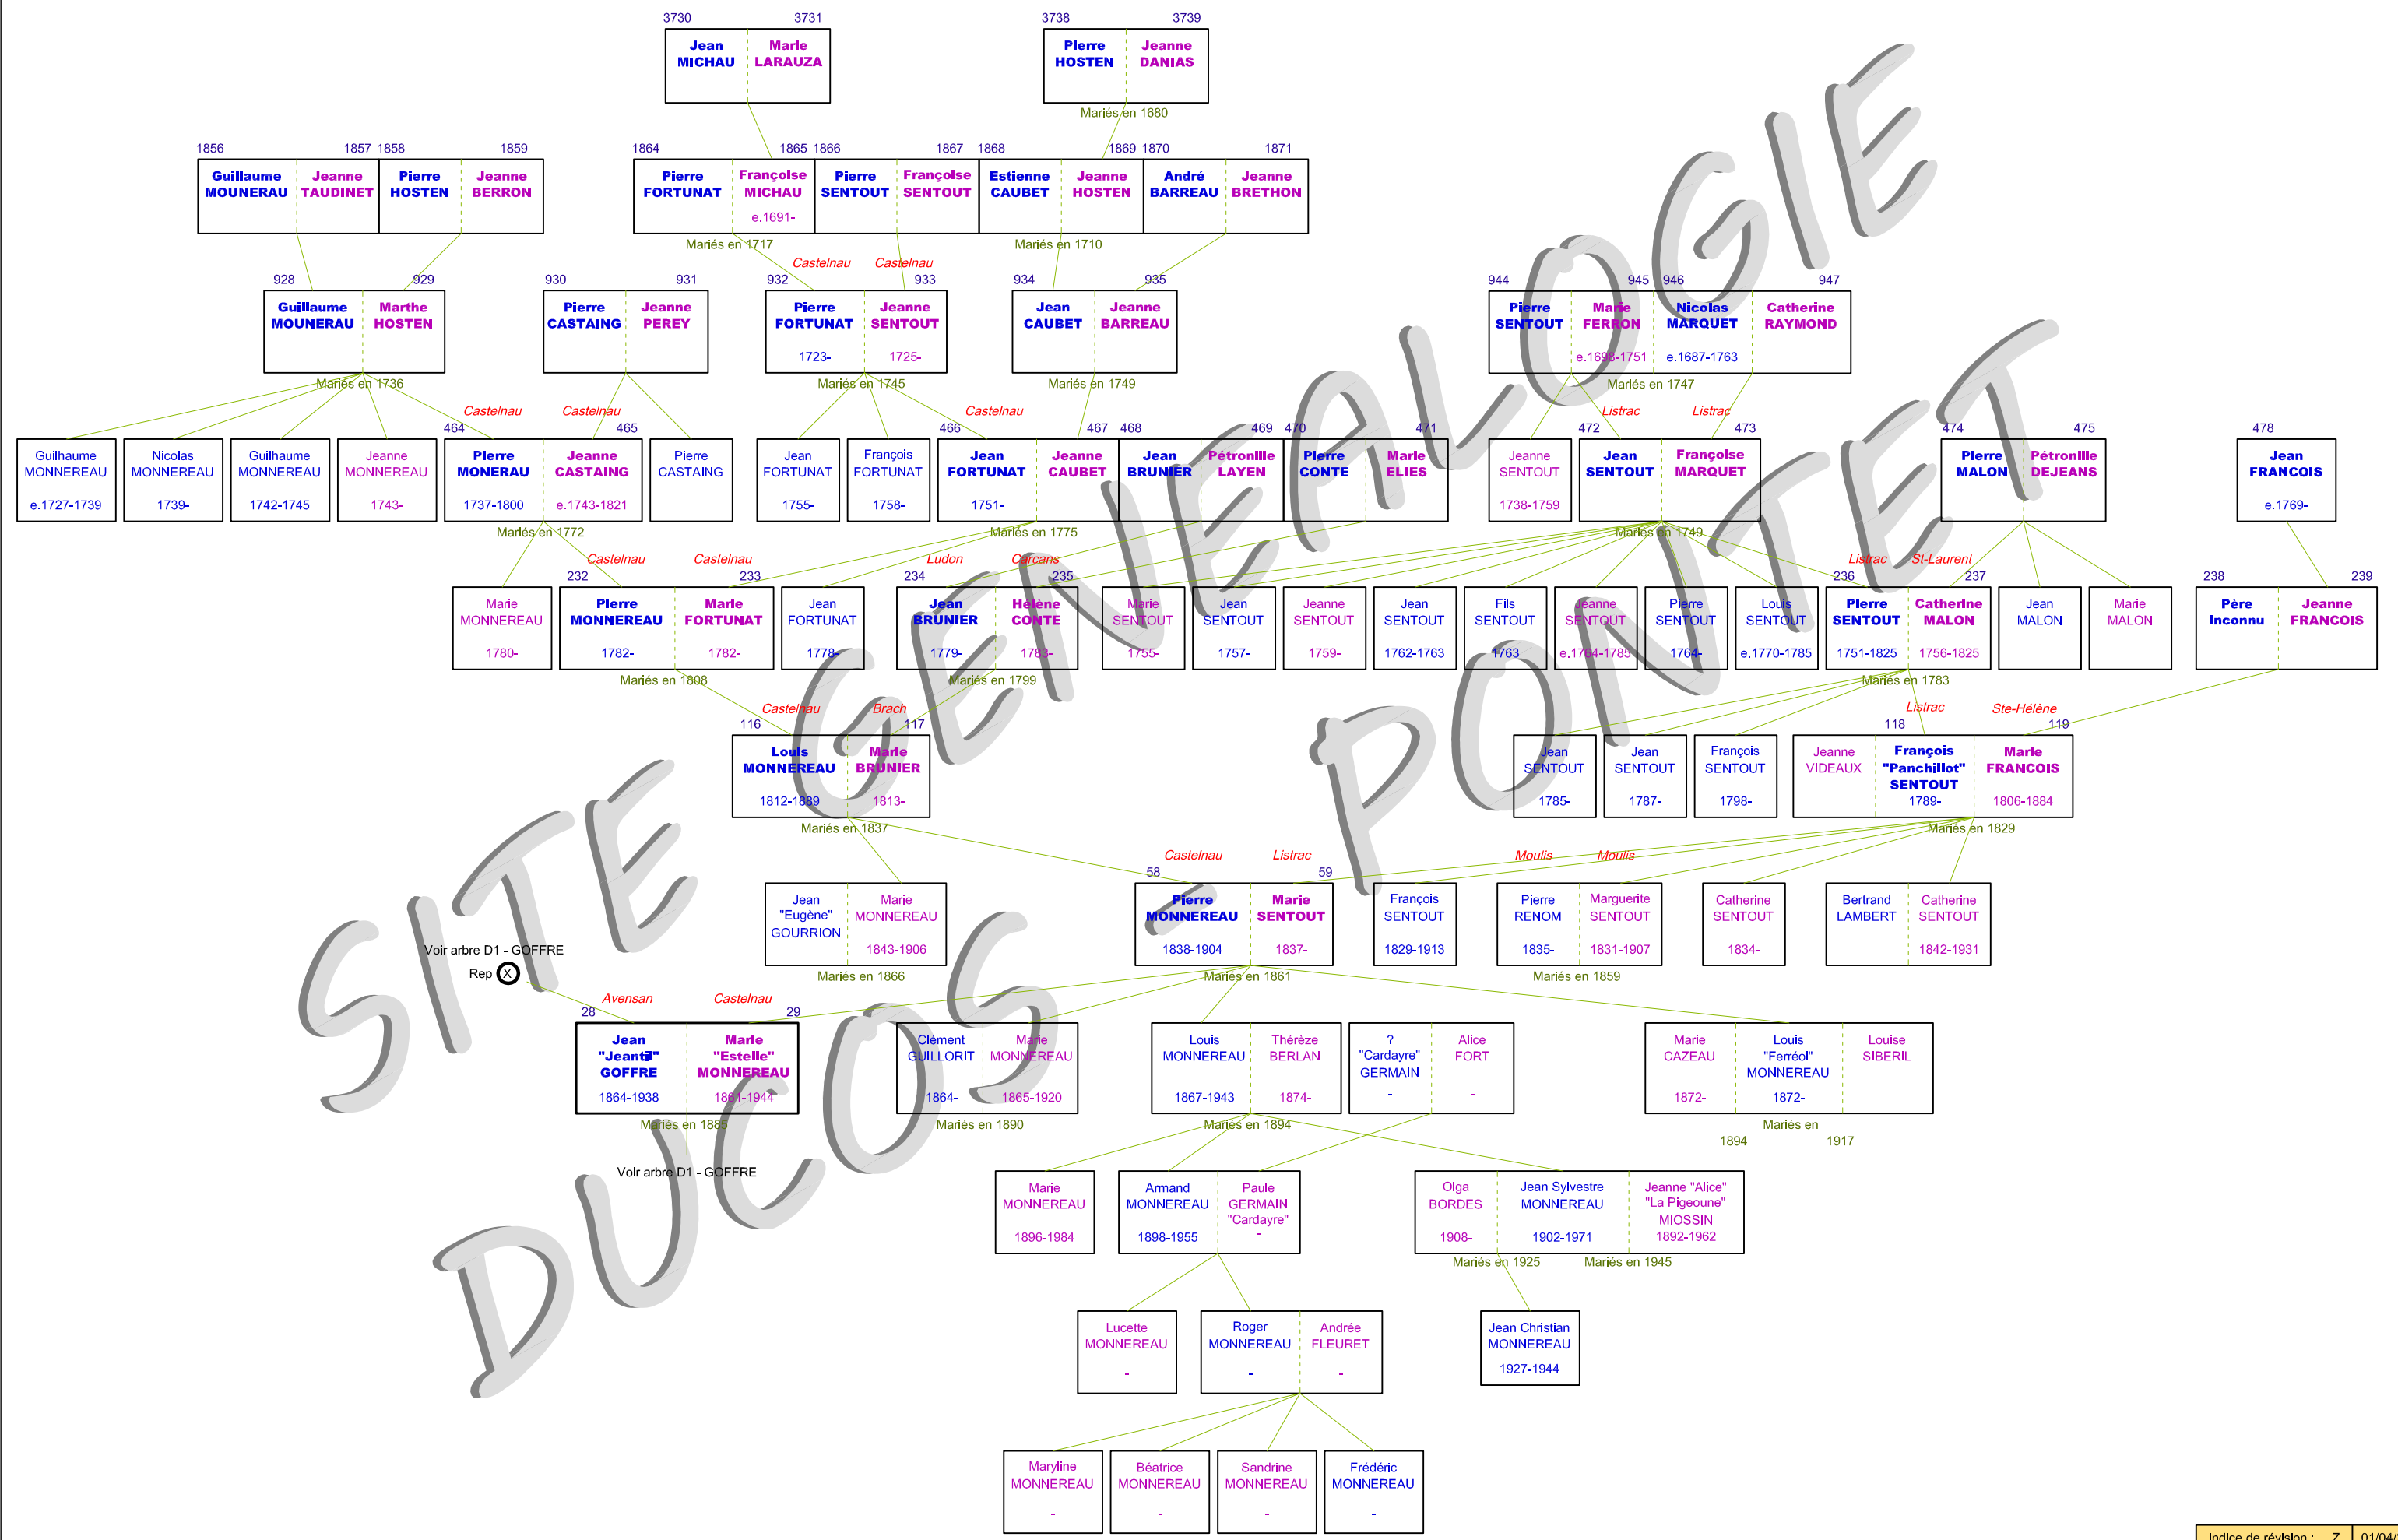 3730 3731 3738 3739
Jean MICHAU
Marie LARAUZA
Pierre HOSTEN
Jeanne DANIAS
Mariés en 1680
1856 1857 1858 1859 1864 1865 1866 1867 1868 1869 1870 1871
Guillaume MOUNERAU
Jeanne TAUDINET
Pierre HOSTEN
Jeanne BERRON
Pierre FORTUNAT
Françoise MICHAU
e.1691-
Pierre SENTOUT
Françoise SENTOUT
Estienne CAUBET
Jeanne HOSTEN
André BARREAU
Jeanne BRETHON
Mariés en 1717
Mariés en 1710
Castelnau Castelnau
928 929 930 931 932 933 934 935 944 945 946 947
Guillaume MOUNERAU
Marthe HOSTEN
Pierre CASTAING
Jeanne PEREY
Pierre FORTUNAT
1723-
Jeanne SENTOUT
1725-
Jean CAUBET
Jeanne BARREAU
Pierre SENTOUT
Marie FERRON
e.1698-1751
Nicolas MARQUET
e.1687-1763
Catherine RAYMOND
Mariés en 1736
Mariés en 1745
Mariés en 1749
Mariés en 1747
Castelnau Castelnau Castelnau Listrac Listrac
464 465 466 467 468 469 470 471 472 473 474 475 478
Guilhaume MONNEREAU
e.1727-1739
Nicolas MONNEREAU
1739-
Guilhaume MONNEREAU
1742-1745
Jeanne MONNEREAU
1743-
Pierre MONERAU
1737-1800
Jeanne CASTAING
e.1743-1821
Pierre CASTAING
Jean FORTUNAT
1755-
François FORTUNAT
1758-
Jean FORTUNAT
1751-
Jeanne CAUBET
Jean BRUNIER
Pétronille LAYEN
Pierre CONTE
Marie ELIES
Jeanne SENTOUT
1738-1759
Jean SENTOUT
Françoise MARQUET
Pierre MALON
Pétronille DEJEANS
Jean FRANCOIS
e.1769-
Mariés en 1772
Mariés en 1775
Mariés en 1749
Castelnau Castelnau Ludon Carcans Listrac St-Laurent
232 233 234 235 236 237 238 239
Marie MONNEREAU
1780-
Pierre MONNEREAU
1782-
Marie FORTUNAT
1782-
Jean FORTUNAT
1778-
Jean BRUNIER
1779-
Hélène CONTE
1783-
Marie SENTOUT
1755-
Jean SENTOUT
1757-
Jeanne SENTOUT
1759-
Jean SENTOUT
1762-1763
Fils SENTOUT
1763
Jeanne SENTOUT
e.1764-1785
Pierre SENTOUT
1764-
Louis SENTOUT
e.1770-1785
Pierre SENTOUT
1751-1825
Catherine MALON
1756-1825
Jean MALON
Marie MALON
Père Inconnu
Jeanne FRANCOIS
Mariés en 1808
Mariés en 1799
Mariés en 1783
Castelnau Brach Listrac Ste-Hélène
116 117 118 119
Louis MONNEREAU
1812-1889
Marie BRUNIER
1813-
Jean SENTOUT
1785-
Jean SENTOUT
1787-
François SENTOUT
1798-
Jeanne VIDEAUX
François "Panchillot" SENTOUT
1789-
Marie FRANCOIS
1806-1884
Mariés en 1837
Mariés en 1829
Castelnau Listrac Moulis Moulis
58 59
Jean "Eugène" GOURRION
Marie MONNEREAU
1843-1906
Pierre MONNEREAU
1838-1904
Marie SENTOUT
1837-
François SENTOUT
1829-1913
Pierre RENOM
1835-
Marguerite SENTOUT
1831-1907
Catherine SENTOUT
1834-
Bertrand LAMBERT
Catherine SENTOUT
1842-1931
Mariés en 1866
Mariés en 1861
Mariés en 1859
Voir arbre D1 - GOFFRE
Rep X
Avensan Castelnau
28 29
Jean "Jeantil" GOFFRE
1864-1938
Marie "Estelle" MONNEREAU
1861-1944
Clément GUILLORIT
1864-
Marie MONNEREAU
1865-1920
Louis MONNEREAU
1867-1943
Thérèze BERLAN
1874-
? "Cardayre" GERMAIN
-
Alice FORT
-
Marie CAZEAU
1872-
Louis "Ferréol" MONNEREAU
1872-
Louise SIBERIL
Mariés en 1885
Mariés en 1890
Mariés en 1894
Mariés en
1894 1917
Voir arbre D1 - GOFFRE
Marie MONNEREAU
1896-1984
Armand MONNEREAU
1898-1955
Paule GERMAIN "Cardayre"
-
Olga BORDES
1908-
Jean Sylvestre MONNEREAU
1902-1971
Jeanne "Alice" "La Pigeoune" MIOSSIN
1892-1962
Mariés en 1925
Mariés en 1945
Lucette MONNEREAU
-
Roger MONNEREAU
-
Andrée FLEURET
-
Jean Christian MONNEREAU
1927-1944
Maryline MONNEREAU
-
Béatrice MONNEREAU
-
Sandrine MONNEREAU
-
Frédéric MONNEREAU
-
SITE GENEALOGIE
DUCOS - PONTET
Indice de révision : Z 01/04/